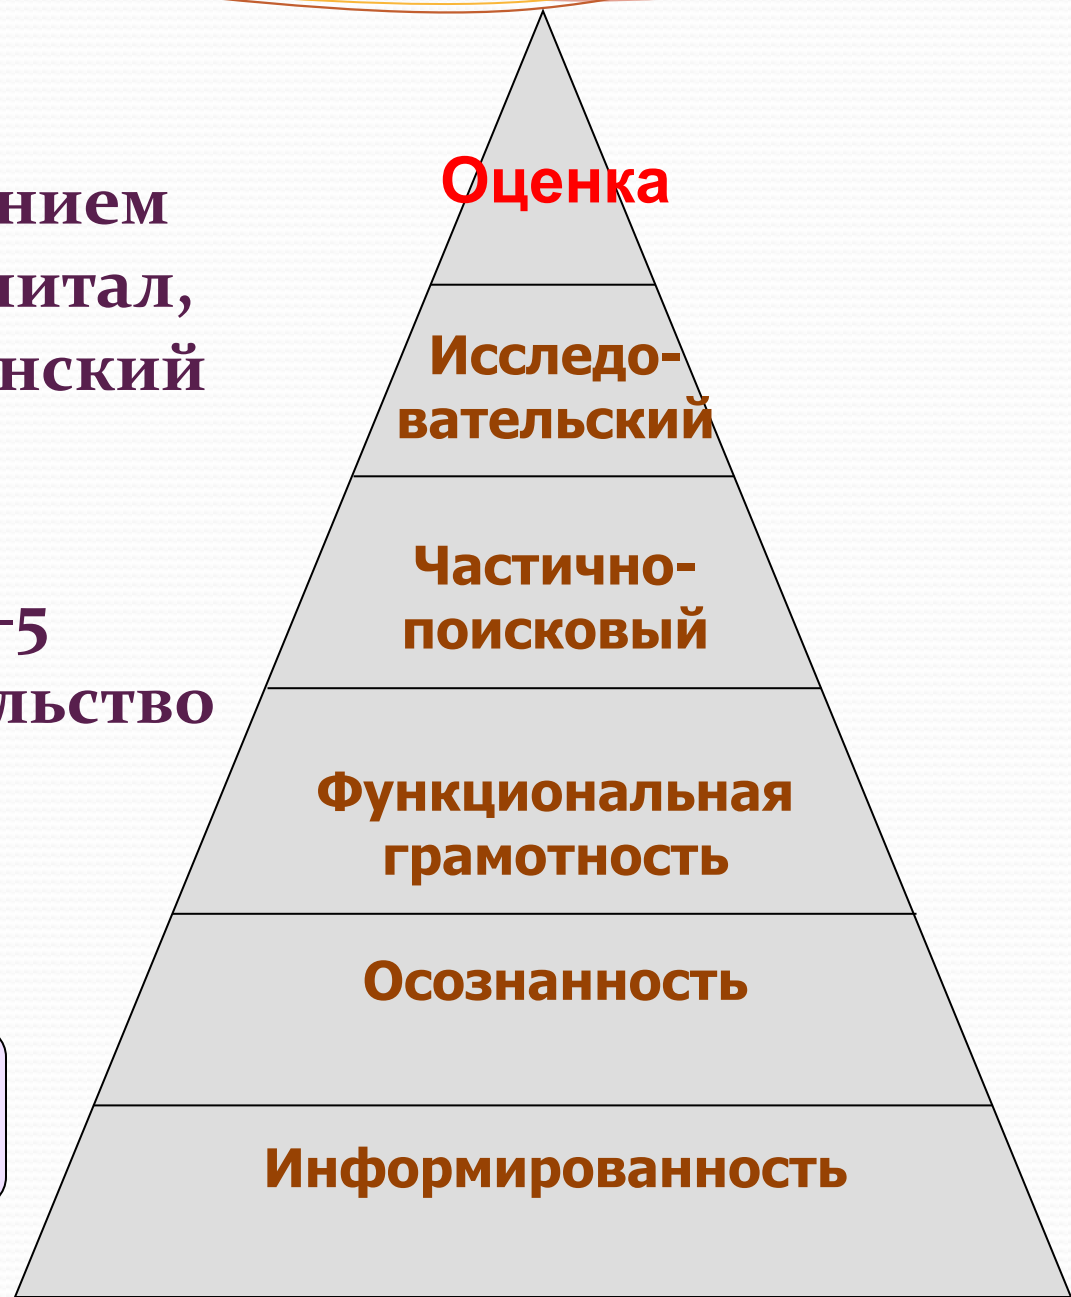 Оценка
нием
итал,
нский
Исследо-
вательский
Частично-
поисковый
-5
льство
Функциональная
грамотность
Осознанность
Информированность